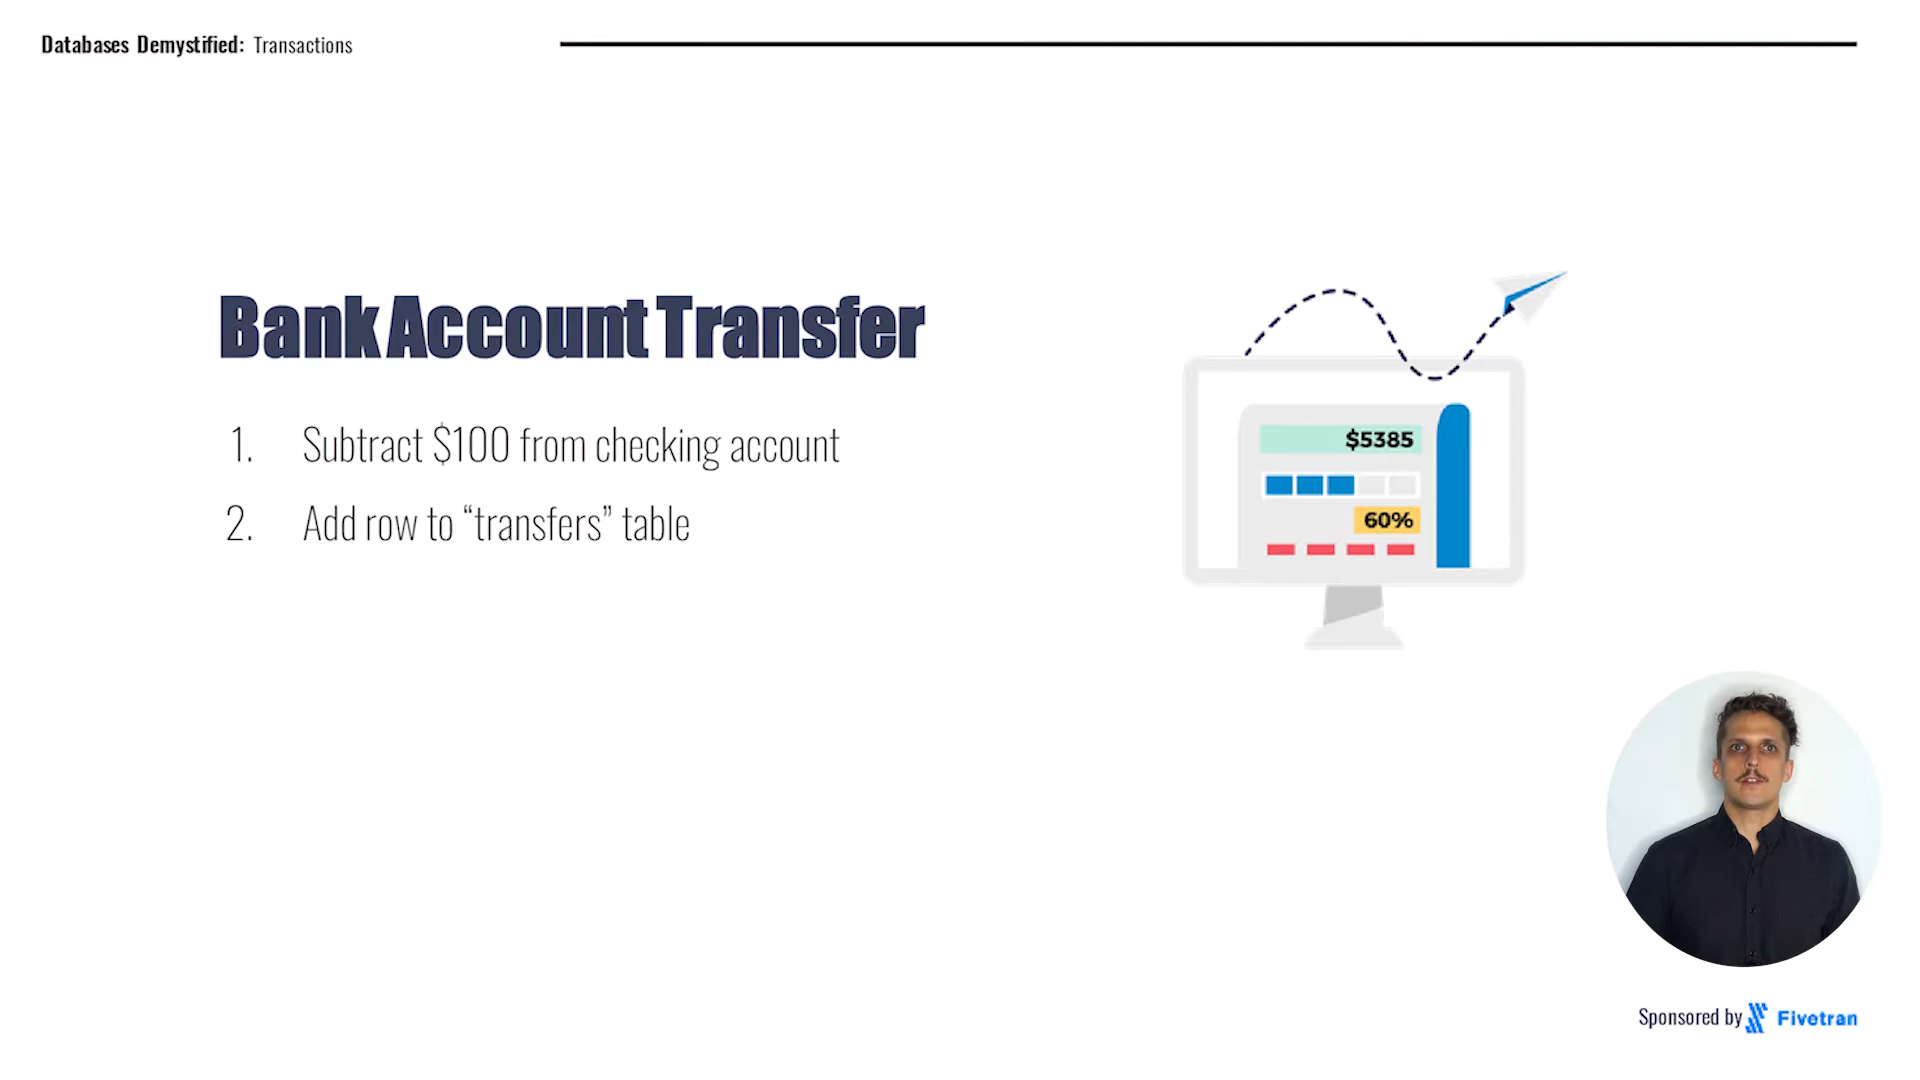 Databases Demystified: Transactions
Bank Account Transfer
1. Subtract $100 from checking account
2. Add row to “transfers” table
$5385
60%
Sponsored by Fivetran